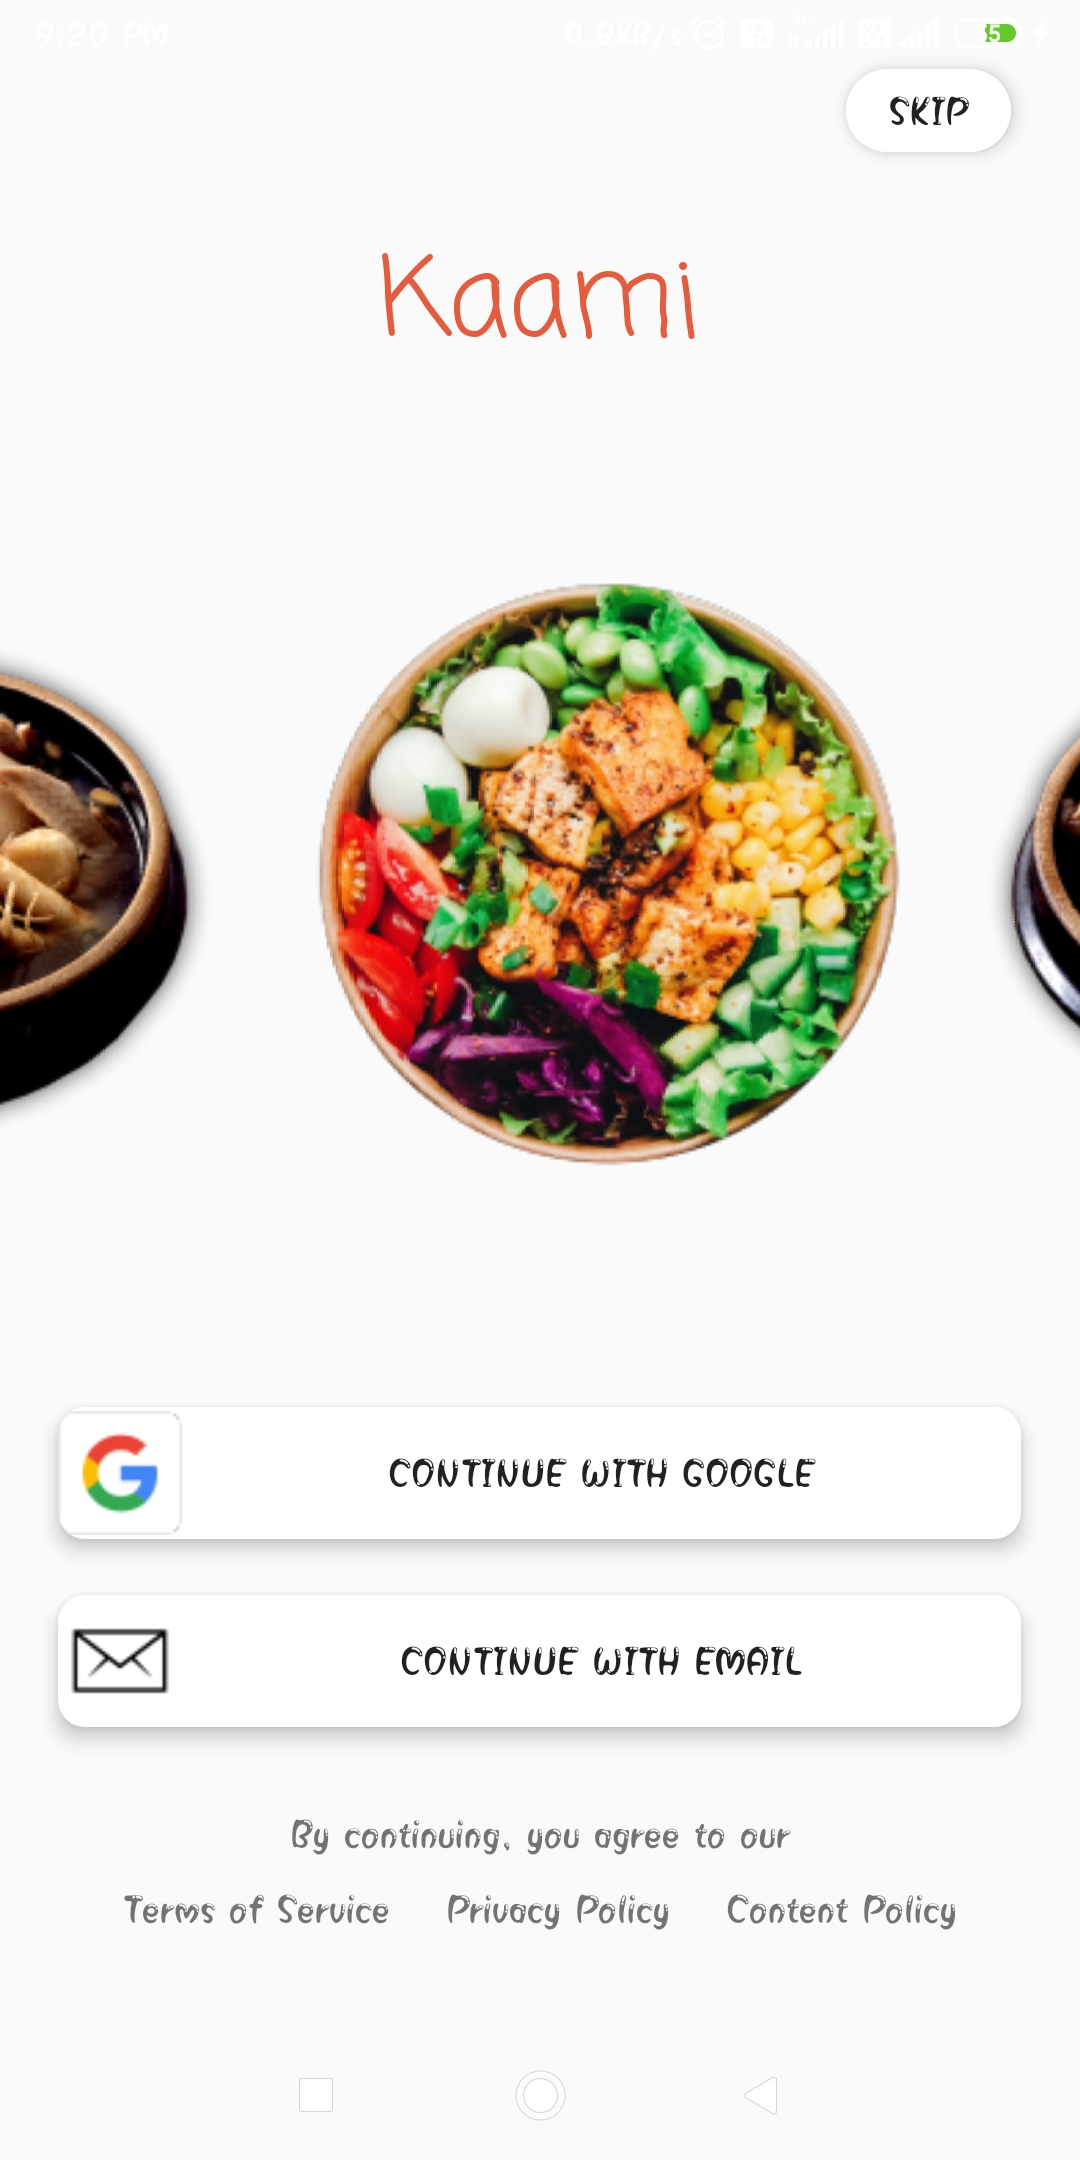 9:20 PM 0.8KB/s
SKIP
Kaami
CONTINUE WITH GOOGLE
CONTINUE WITH EMAIL
By continuing, you agree to our
Terms of Service Privacy Policy Content Policy